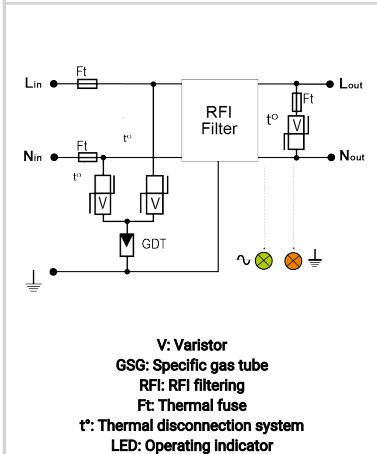 Ft
Lin
Lout
RFI
Filter
Ft
t°
V
Ft
t°
Nin
Nout
t°
V
V
GDT
V: Varistor
GSG: Specific gas tube
RFI: RFI filtering
Ft: Thermal fuse
t°: Thermal disconnection system
LED: Operating indicator